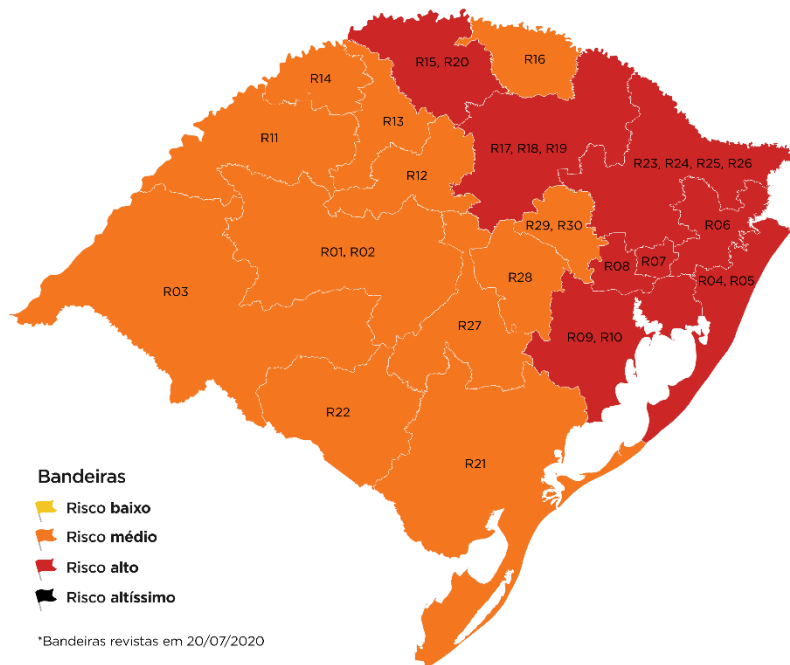 R15, R20
R16
R14
R13
R11
R17, R18, R19
R23, R24, R25, R26
R12
R29, R30
R06
R01, R02
R08
R07
R28
R04, R05
R03
R27
R09, R10
R22
R21
Bandeiras
Risco baixo
Risco médio
Risco alto
Risco altíssimo
*Bandeiras revistas em 20/07/2020